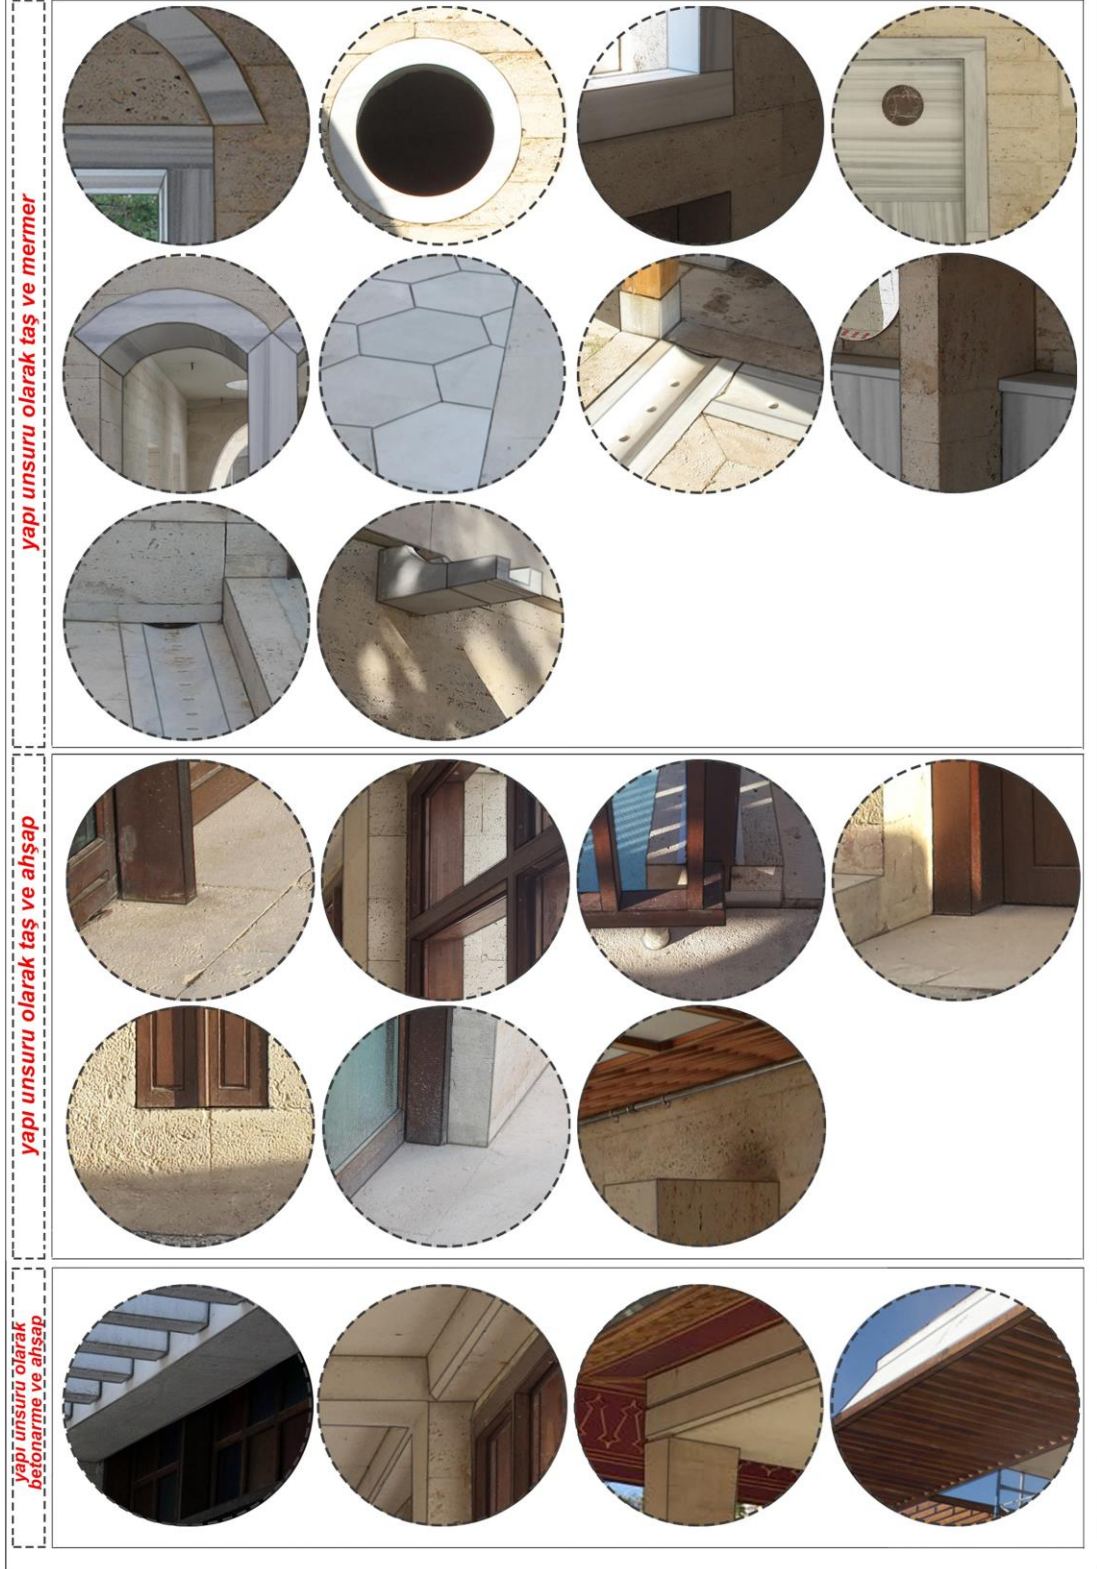 yapı unsuru olarak taş ve mermer
yapı unsuru olarak taş ve ahşap
yapı unsuru olarak
betonarme ve ahşap